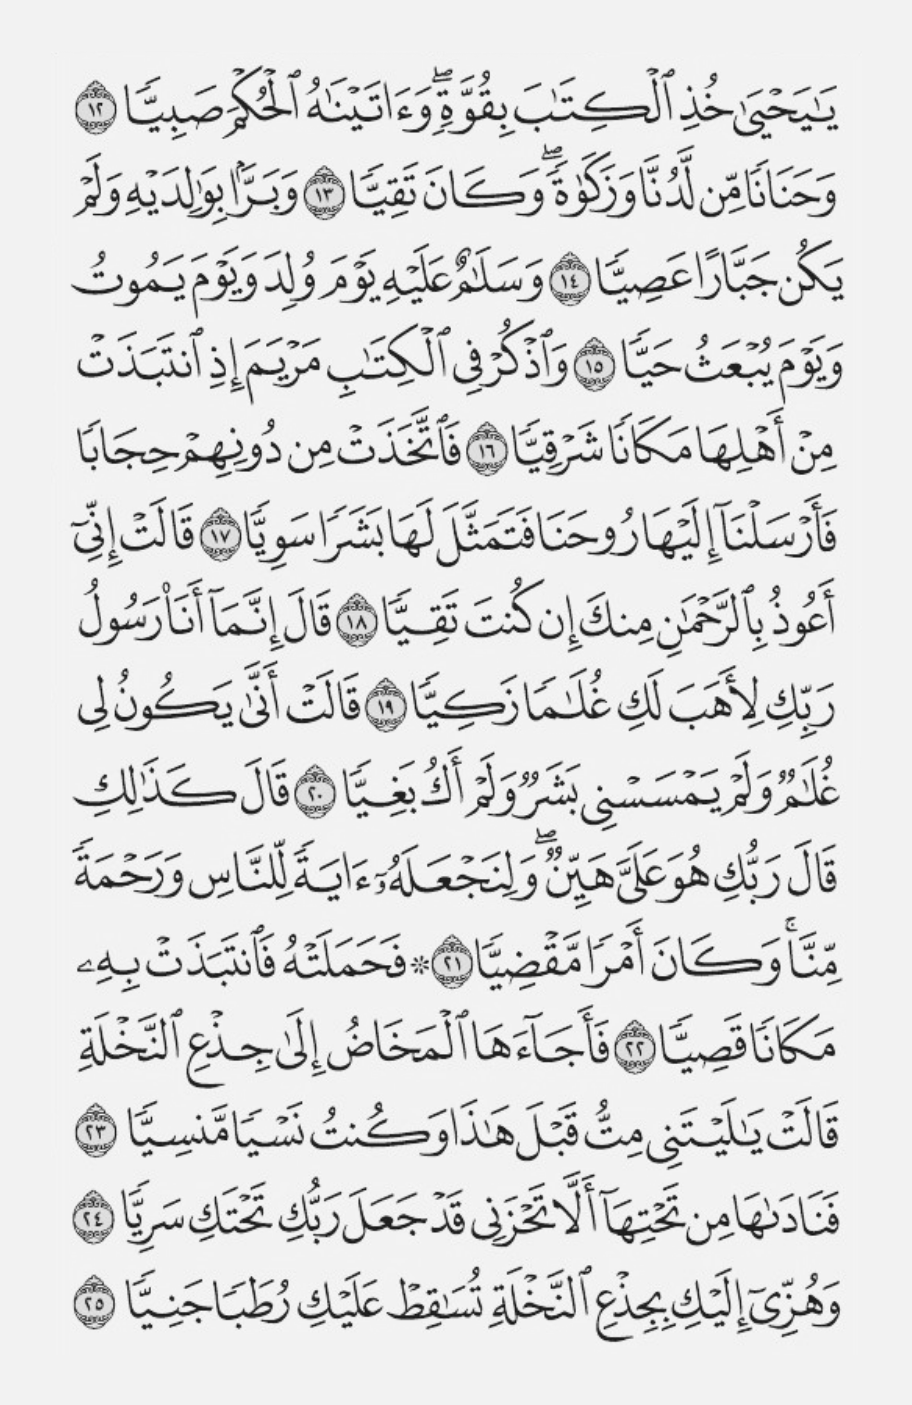 يَٰيَحْيَىٰ خُذِ ٱلْكِتَٰبَ بِقُوَّةٍۖ وَءَاتَيْنَٰهُ ٱلْحُكْمَ صَبِيًّا ١٢
وَحَنَانًا مِّن لَّدُنَّا وَزَكَوٰةًۖ وَكَانَ تَقِيًّا ١٣ وَبَرًّۢا بِوَٰلِدَيْهِ وَلَمْ
يَكُن جَبَّارًا عَصِيًّا ١٤ وَسَلَٰمٌ عَلَيْهِ يَوْمَ وُلِدَ وَيَوْمَ يَمُوتُ
وَيَوْمَ يُبْعَثُ حَيًّا ١٥ وَٱذْكُرْ فِى ٱلْكِتَٰبِ مَرْيَمَ إِذِ ٱنتَبَذَتْ
مِنْ أَهْلِهَا مَكَانًا شَرْقِيًّا ١٦ فَٱتَّخَذَتْ مِن دُونِهِمْ حِجَابًا
فَأَرْسَلْنَآ إِلَيْهَا رُوحَنَا فَتَمَثَّلَ لَهَا بَشَرًا سَوِيًّا ١٧ قَالَتْ إِنِّىٓ
أَعُوذُ بِٱلرَّحْمَٰنِ مِنكَ إِن كُنتَ تَقِيًّا ١٨ قَالَ إِنَّمَآ أَنَا۠ رَسُولُ
رَبِّكِ لِأَهَبَ لَكِ غُلَٰمًا زَكِيًّا ١٩ قَالَتْ أَنَّىٰ يَكُونُ لِى
غُلَٰمٌ وَلَمْ يَمْسَسْنِى بَشَرٌ وَلَمْ أَكُ بَغِيًّا ٢٠ قَالَ كَذَٰلِكِ
قَالَ رَبُّكِ هُوَ عَلَىَّ هَيِّنٌۖ وَلِنَجْعَلَهُۥٓ ءَايَةً لِّلنَّاسِ وَرَحْمَةً
مِّنَّاۚ وَكَانَ أَمْرًا مَّقْضِيًّا ٢١ ۞ فَحَمَلَتْهُ فَٱنتَبَذَتْ بِهِۦ
مَكَانًا قَصِيًّا ٢٢ فَأَجَآءَهَا ٱلْمَخَاضُ إِلَىٰ جِذْعِ ٱلنَّخْلَةِ
قَالَتْ يَٰلَيْتَنِى مِتُّ قَبْلَ هَٰذَا وَكُنتُ نَسْيًا مَّنسِيًّا ٢٣
فَنَادَىٰهَا مِن تَحْتِهَآ أَلَّا تَحْزَنِى قَدْ جَعَلَ رَبُّكِ تَحْتَكِ سَرِيًّا ٢٤
وَهُزِّىٓ إِلَيْكِ بِجِذْعِ ٱلنَّخْلَةِ تُسَٰقِطْ عَلَيْكِ رُطَبًا جَنِيًّا ٢٥